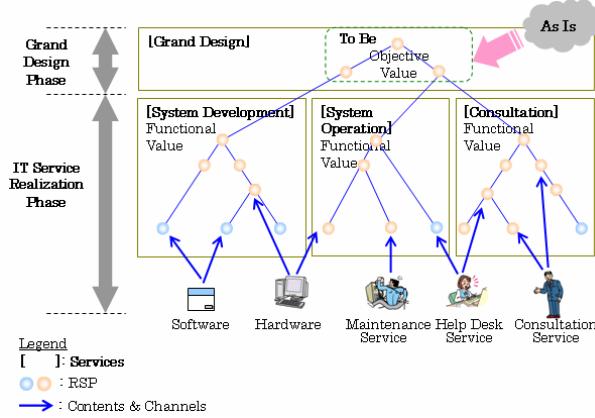 As Is
Grand
Design
Phase
[Grand Design]
To Be
Objective
Value
IT Service
Realization
Phase
[System Development]
Functional
Value
[System
Operation]
Functional
Value
[Consultation]
Functional
Value
Software
Hardware
Maintenance
Service
Help Desk
Service
Consultation
Service
Legend
[ ]: Services
: RSP
: Contents & Channels